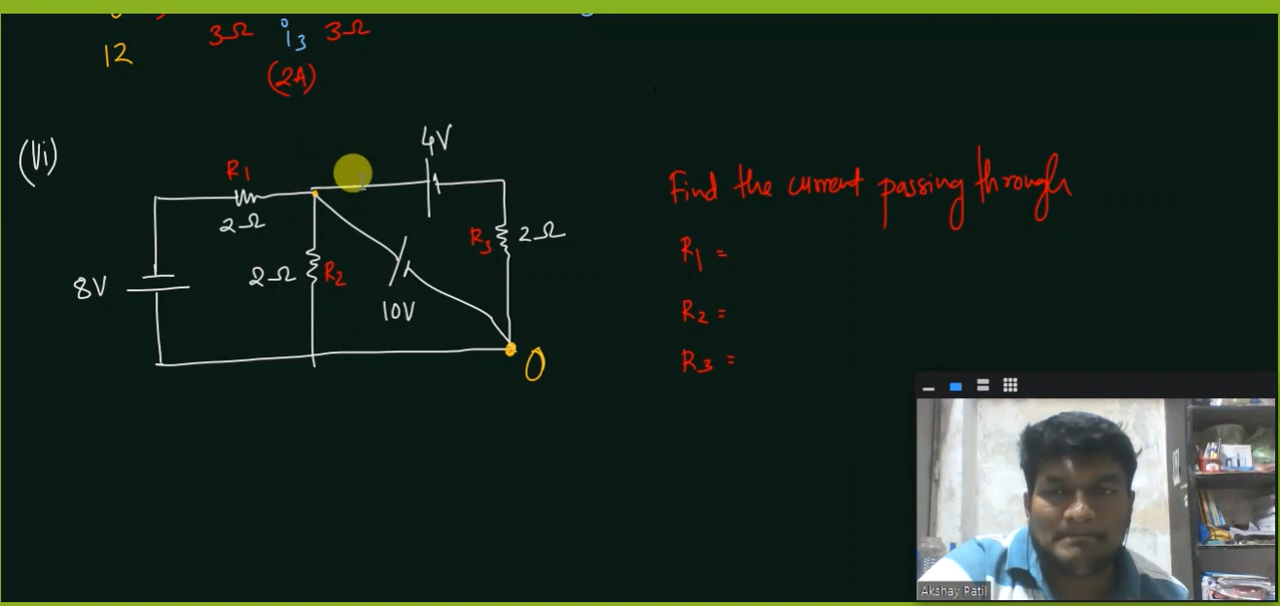 3Ω i3 3Ω
12
(2A)
(Vi)
4V
R1
2Ω
R3 2Ω
2Ω R2
8V
10V
0
Find the current passing through
R1 =
R2 =
R3 =
Akshay Patil